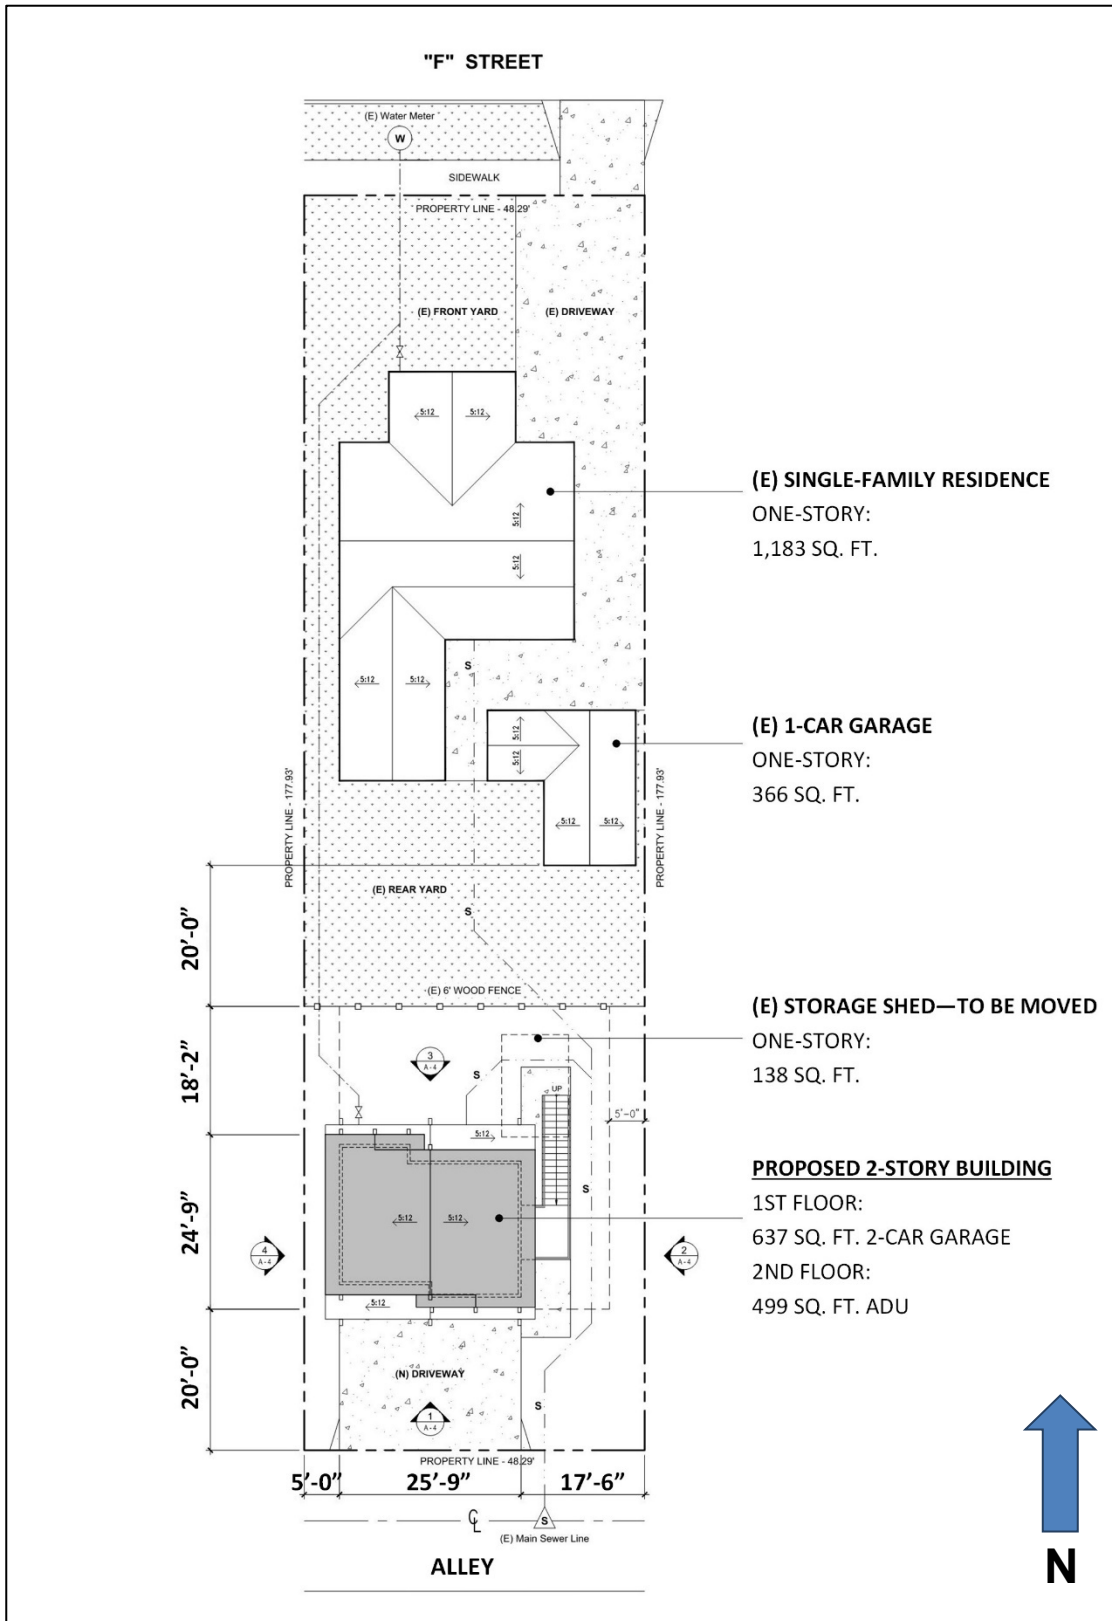 "F" STREET
(E) Water Meter
W
SIDEWALK
PROPERTY LINE - 48.29'
(E) FRONT YARD
(E) DRIVEWAY
5:12
5:12
5:12
5:12
5:12
5:12
(E) SINGLE-FAMILY RESIDENCE
ONE-STORY:
1,183 SQ. FT.
S
5:12
5:12
5:12
5:12
(E) 1-CAR GARAGE
ONE-STORY:
366 SQ. FT.
PROPERTY LINE - 177.93'
PROPERTY LINE - 177.93'
(E) REAR YARD
S
20'-0"
(E) 6' WOOD FENCE
(E) STORAGE SHED—TO BE MOVED
ONE-STORY:
138 SQ. FT.
18'-2"
3
A-4
S
UP
5'-0"
5:12
PROPOSED 2-STORY BUILDING
1ST FLOOR:
637 SQ. FT. 2-CAR GARAGE
2ND FLOOR:
499 SQ. FT. ADU
S
5:12
5:12
24'-9"
4
A-4
2
A-4
5:12
20'-0"
(N) DRIVEWAY
S
1
A-4
PROPERTY LINE - 48.29'
5'-0"
25'-9"
17'-6"
CL
S
(E) Main Sewer Line
ALLEY
N